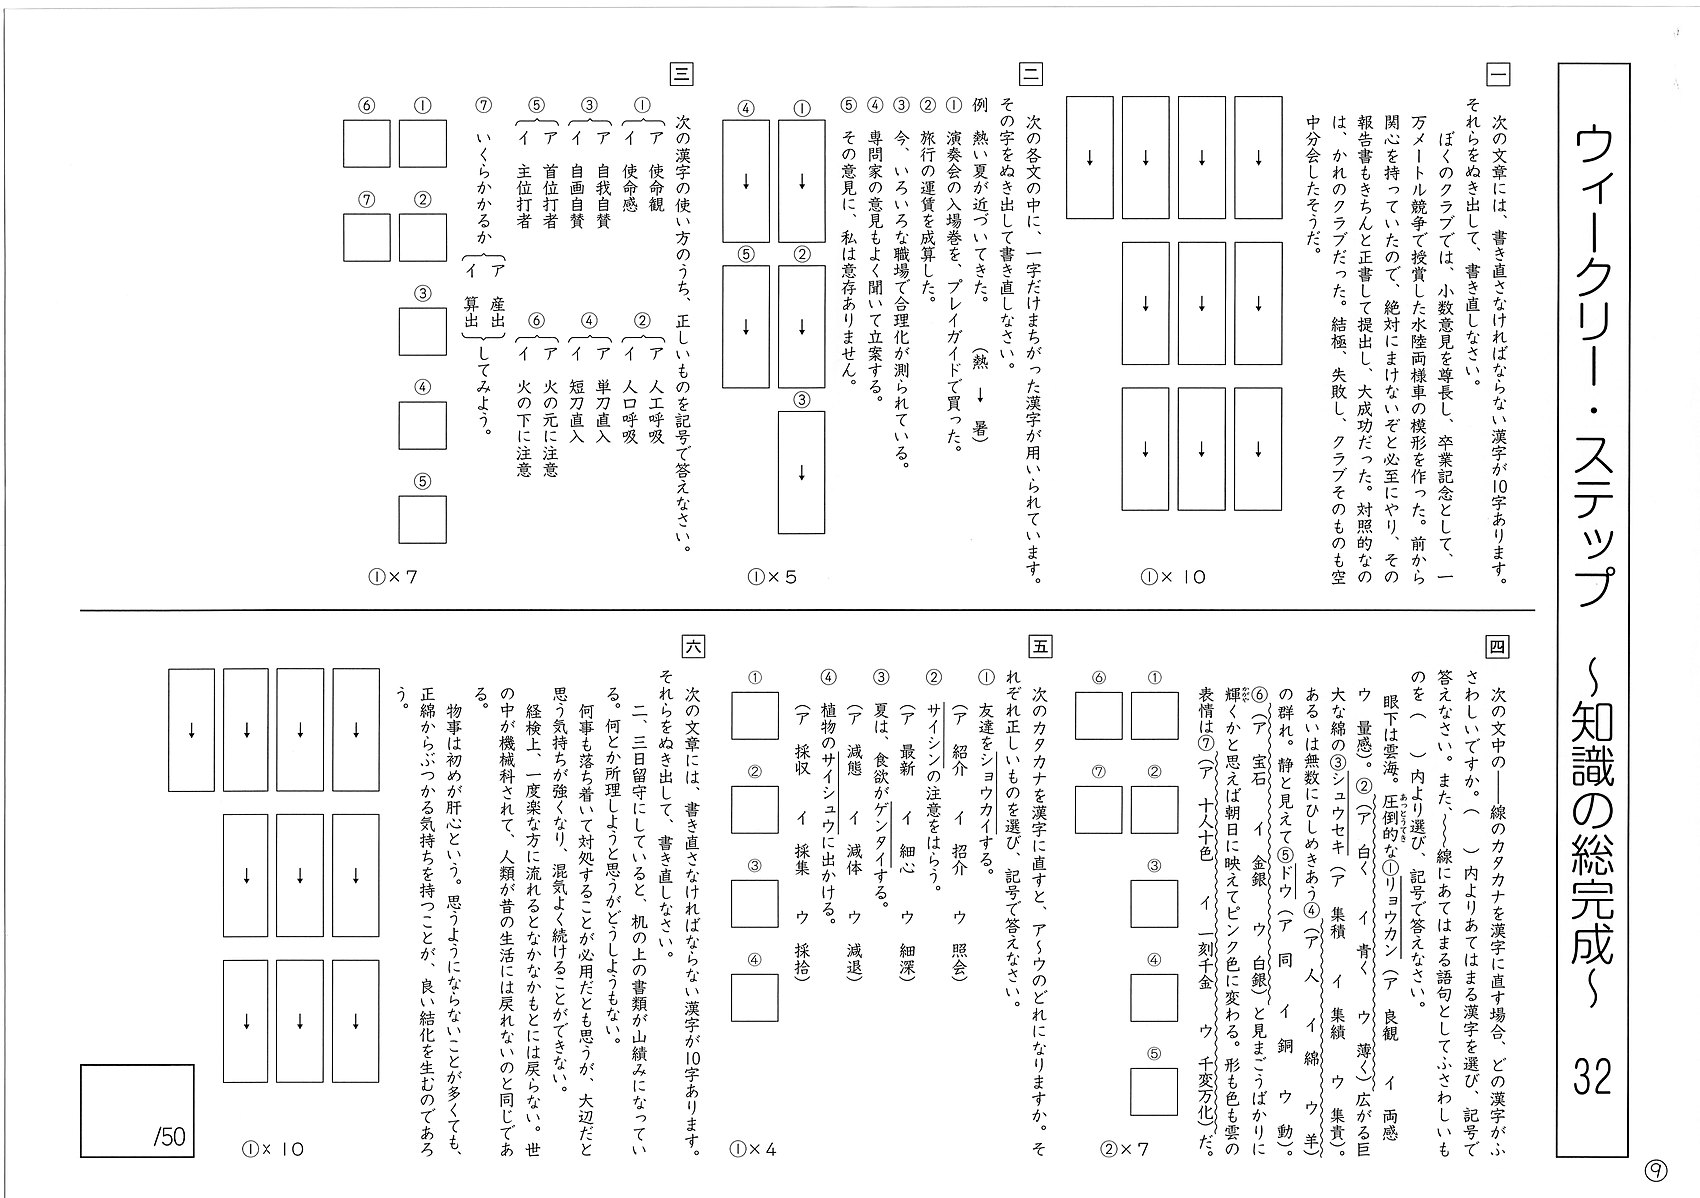 ウィークリー・ステップ　～知識の総完成～　32
一
次の文章には、書き直さなければならない漢字が10字あります。
それらをぬき出して、書き直しなさい。
ぼくのクラブでは、小数意見を尊長し、卒業記念として、一
万メートル競争で授賞した水陸両様車の模形を作った。前から
関心を持っていたので、絶対にまけないぞと必至にやり、その
報告書もきちんと正書して提出し、大成功だった。対照的なの
は、かれのクラブだった。結極、失敗し、クラブそのものも空
中分会したそうだ。
↓ ↓ ↓
↓ ↓ ↓
↓ ↓ ↓
↓
①×10
二
次の各文の中に、一字だけまちがった漢字が用いられています。
その字をぬき出して書き直しなさい。
例　熱い夏が近づいてきた。　（熱　→　暑）
①　演奏会の入場巻を、プレイガイドで買った。
②　旅行の運賃を成算した。
③　今、いろいろな職場で合理化が測られている。
④　専問家の意見もよく聞いて立案する。
⑤　その意見に、私は意存ありません。
① ↓ ② ↓ ③ ↓
④ ↓ ⑤ ↓
①×5
三
次の漢字の使い方のうち、正しいものを記号で答えなさい。
①　ア　使命観　イ　使命感
②　ア　人工呼吸　イ　人口呼吸
③　ア　自我自賛　イ　自画自賛
④　ア　単刀直入　イ　短刀直入
⑤　ア　首位打者　イ　主位打者
⑥　ア　火の元に注意　イ　火の下に注意
⑦　いくらかかるか　ア　産出　イ　算出　してみよう。
① ② ③ ④ ⑤
⑥ ⑦
①×7
四
次の文中の――線のカタカナを漢字に直す場合、どの漢字がふ
さわしいですか。（　）内よりあてはまる漢字を選び、記号で
答えなさい。また、～～線にあてはまる語句としてふさわしいも
のを（　）内より選び、記号で答えなさい。
眼下は雲海。圧倒的な①リョウカン（ア　良観　イ　両感
あっとうてき
ウ　量感）。②（ア　白く　イ　青く　ウ　薄く）広がる巨
大な綿の③シュウセキ（ア　集積　イ　集績　ウ　集責）。
あるいは無数にひしめきあう④（ア　人　イ　綿　ウ　羊）
の群れ。静と見えて⑤ドウ（ア　同　イ　銅　ウ　動）。
⑥（ア　宝石　イ　金銀　ウ　白銀）と見まごうばかりに
輝くかと思えば朝日に映えてピンク色に変わる。形も色も雲の
かがや
表情は⑦（ア　十人十色　イ　一刻千金　ウ　千変万化）だ。
① ② ③ ④ ⑤
⑥ ⑦
②×7
五
次のカタカナを漢字に直すと、ア～ウのどれになりますか。そ
れぞれ正しいものを選び、記号で答えなさい。
①　友達をショウカイする。
（ア　紹介　イ　招介　ウ　照会）
②　サイシンの注意をはらう。
（ア　最新　イ　細心　ウ　細深）
③　夏は、食欲がゲンタイする。
（ア　減態　イ　減体　ウ　減退）
④　植物のサイシュウに出かける。
（ア　採収　イ　採集　ウ　採拾）
① ② ③ ④
①×4
六
次の文章には、書き直さなければならない漢字が10字あります。
それらをぬき出して、書き直しなさい。
二、三日留守にしていると、机の上の書類が山績みになってい
る。何とか所理しようと思うがどうしようもない。
何事も落ち着いて対処することが必用だとも思うが、大辺だと
思う気持ちが強くなり、混気よく続けることができない。
経検上、一度楽な方に流れるとなかなかもとには戻らない。世
の中が機械科されて、人類が昔の生活には戻れないのと同じであ
る。
物事は初めが肝心という。思うようにならないことが多くても、
正綿からぶつかる気持ちを持つことが、良い結化を生むのであろ
う。
↓ ↓ ↓
↓ ↓ ↓
↓ ↓ ↓
↓
①×10
/50
⑨